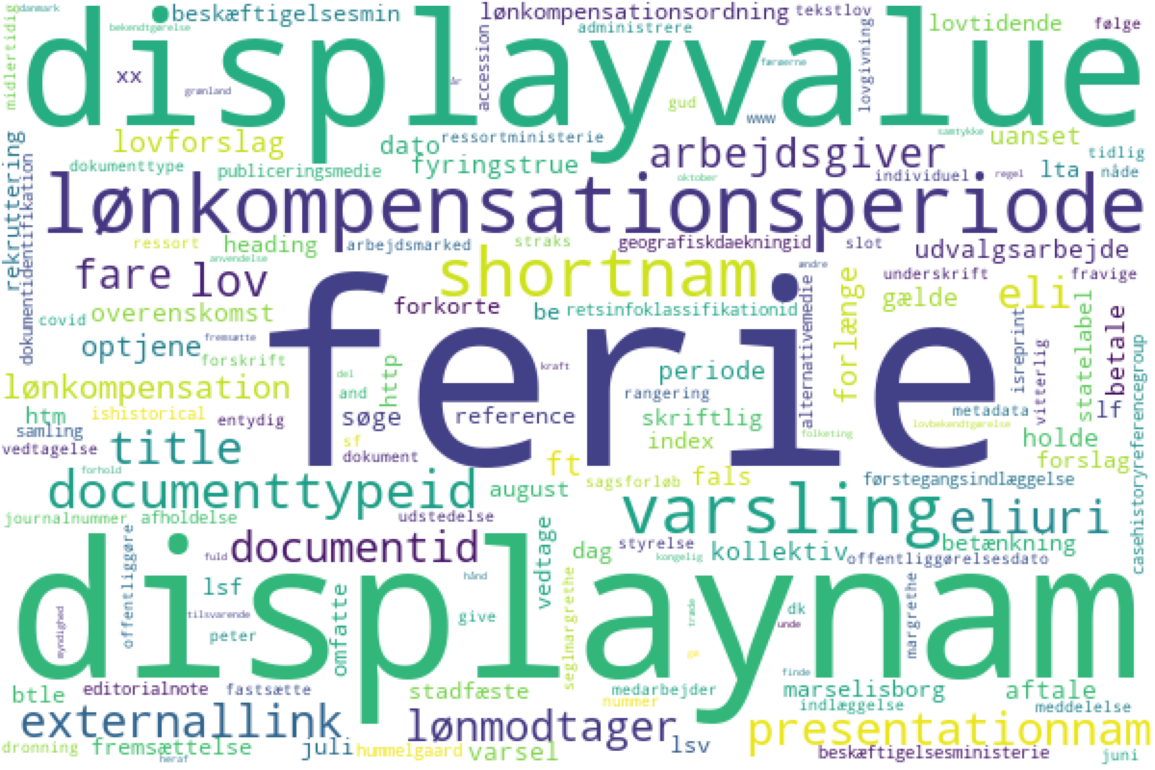 danmark
beskæftigelsesmin
lønkompensationsordning
tekstlov
lovtidende
følge
bekendtgørelse
administrere
displayvalue
midlertidig
xx
grønland
accession
gud
www
færøerne
lovgivning
lovforslag
dato
ressortministerie
samtykke
uanset
tidlig
dokumenttype
publiceringsmedie
fyringstrue
arbejdsgiver
individuel
regel
lta
nåde
oktober
rekruttering
dokumentidentifikation
lønkompensationsperiode
ressort
heading
arbejdsmarked
straks
geografiskdaekningid
slot
udvalgsarbejde
anvendelse
andre
fare
lov
shortnam
underskrift
fravige
covid
overenskomst
forkorte
be
retsinfoklassifikationid
gælde
eli
forlænge
fremsætte
optjene
forskrift
ferie
kraft
periode
alternativemedie
isreprint
vitterlig
statelabel
betale
casehistoryreferencegroup
lønkompensation
del
and
http
rangering
htm
ishistorical
entydig
søge
reference
skriftlig
metadata
lf
samling
vedtagelse
title
sf
dokument
index
folketing
lovbekendtgørelse
holde
forslag
forhold
documenttypeid
august
ft
sagsforløb
fals
førstegangsindlæggelse
journalnummer
afholdelse
udstedelse
varsling
eliuri
offentliggøre
fuld
documentid
vedtage
dag
styrelse
kollektiv
kongelig
betænkning
offentliggørelsesdato
displaynam
lsf
hånd
tilsvarende
myndighed
peter
omfatte
give
seglmargrethe
træde
dk
unde
margrethe
ga
finde
btle
editorialnote
fastsætte
stadfæste
medarbejder
nummer
marselisborg
indlæggelse
aftale
meddelelse
externallink
lønmodtager
lsv
presentationnam
dronning
fremsættelse
heraf
juli
hummelgaard
varsel
beskæftigelsesministerie
juni